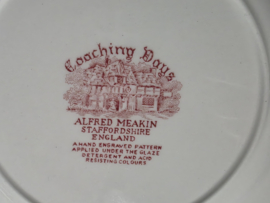 Coaching Days
ALFRED MEAKIN
STAFFORDSHIRE
ENGLAND
A HAND ENGRAVED PATTERN
APPLIED UNDER THE GLAZE
DETERGENT AND ACID
RESISTING COLOURS